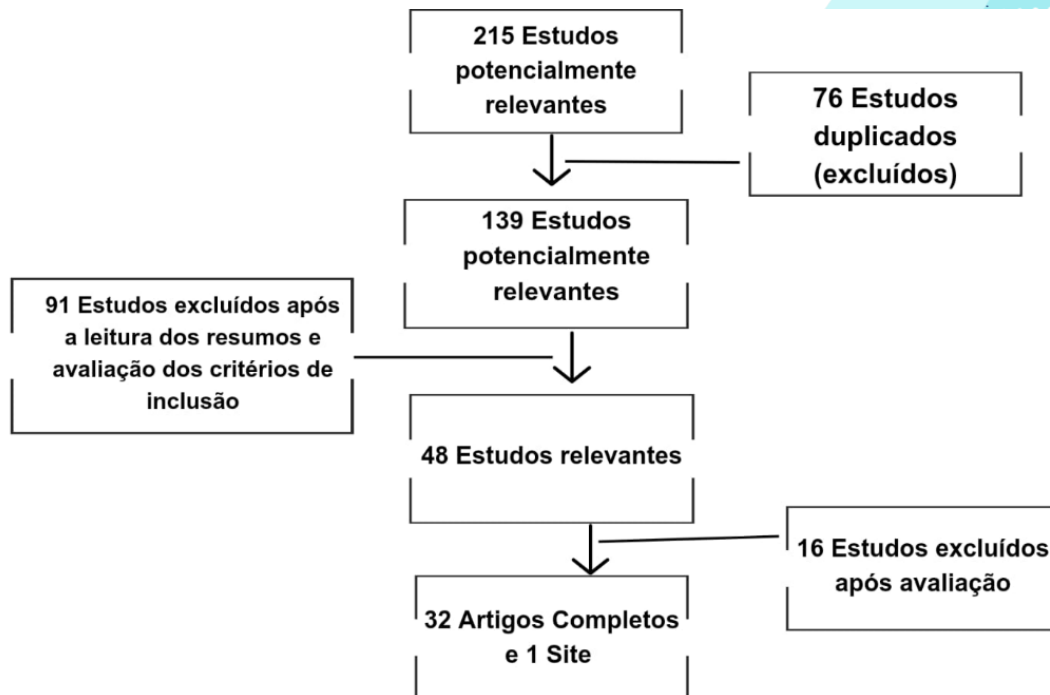 215 Estudos
potencialmente
relevantes
76 Estudos
duplicados
(excluídos)
139 Estudos
potencialmente
relevantes
91 Estudos excluídos após
a leitura dos resumos e
avaliação dos critérios de
inclusão
48 Estudos relevantes
16 Estudos excluídos
após avaliação
32 Artigos Completos
e 1 Site